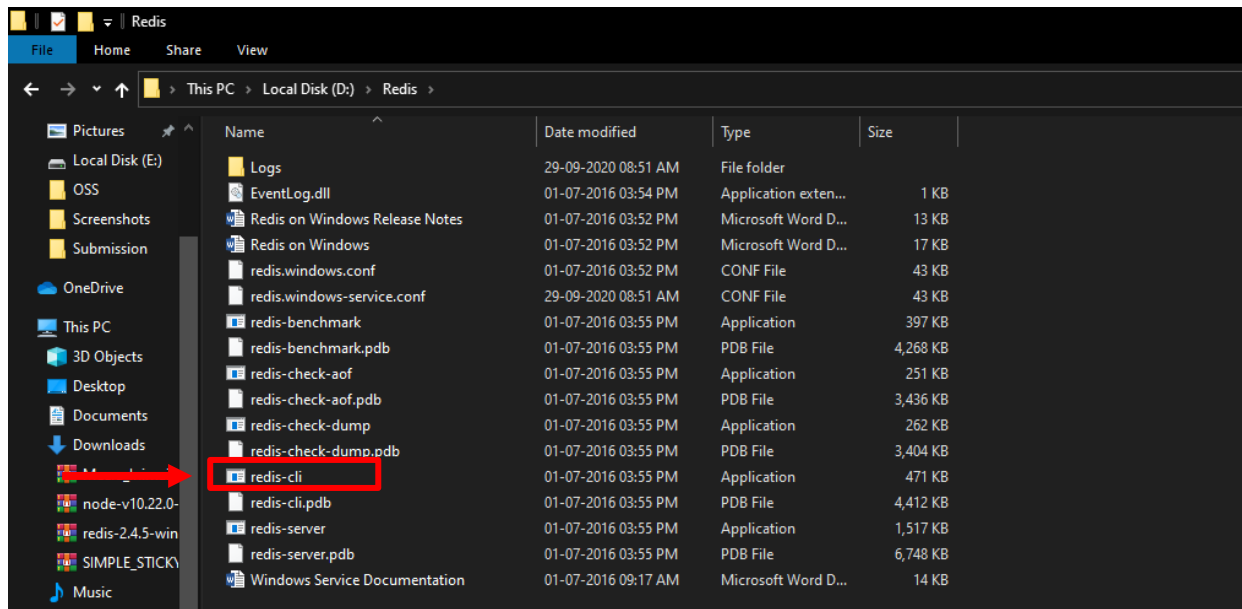 Redis
File Home Share View
This PC > Local Disk (D:) > Redis >
Name Date modified Type Size
Pictures
Local Disk (E:)
OSS
Screenshots
Submission
OneDrive
This PC
3D Objects
Desktop
Documents
Downloads
node-v10.22.0-
redis-2.4.5-win
SIMPLE_STICKY
Music
Logs 29-09-2020 08:51 AM File folder
EventLog.dll 01-07-2016 03:54 PM Application exten... 1 KB
Redis on Windows Release Notes 01-07-2016 03:52 PM Microsoft Word D... 13 KB
Redis on Windows 01-07-2016 03:52 PM Microsoft Word D... 17 KB
redis.windows.conf 01-07-2016 03:52 PM CONF File 43 KB
redis.windows-service.conf 29-09-2020 08:51 AM CONF File 43 KB
redis-benchmark 01-07-2016 03:55 PM Application 397 KB
redis-benchmark.pdb 01-07-2016 03:55 PM PDB File 4,268 KB
redis-check-aof 01-07-2016 03:55 PM Application 251 KB
redis-check-aof.pdb 01-07-2016 03:55 PM PDB File 3,436 KB
redis-check-dump 01-07-2016 03:55 PM Application 262 KB
redis-check-dump.pdb 01-07-2016 03:55 PM PDB File 3,404 KB
redis-cli 01-07-2016 03:55 PM Application 471 KB
redis-cli.pdb 01-07-2016 03:55 PM PDB File 4,412 KB
redis-server 01-07-2016 03:55 PM Application 1,517 KB
redis-server.pdb 01-07-2016 03:55 PM PDB File 6,748 KB
Windows Service Documentation 01-07-2016 09:17 AM Microsoft Word D... 14 KB